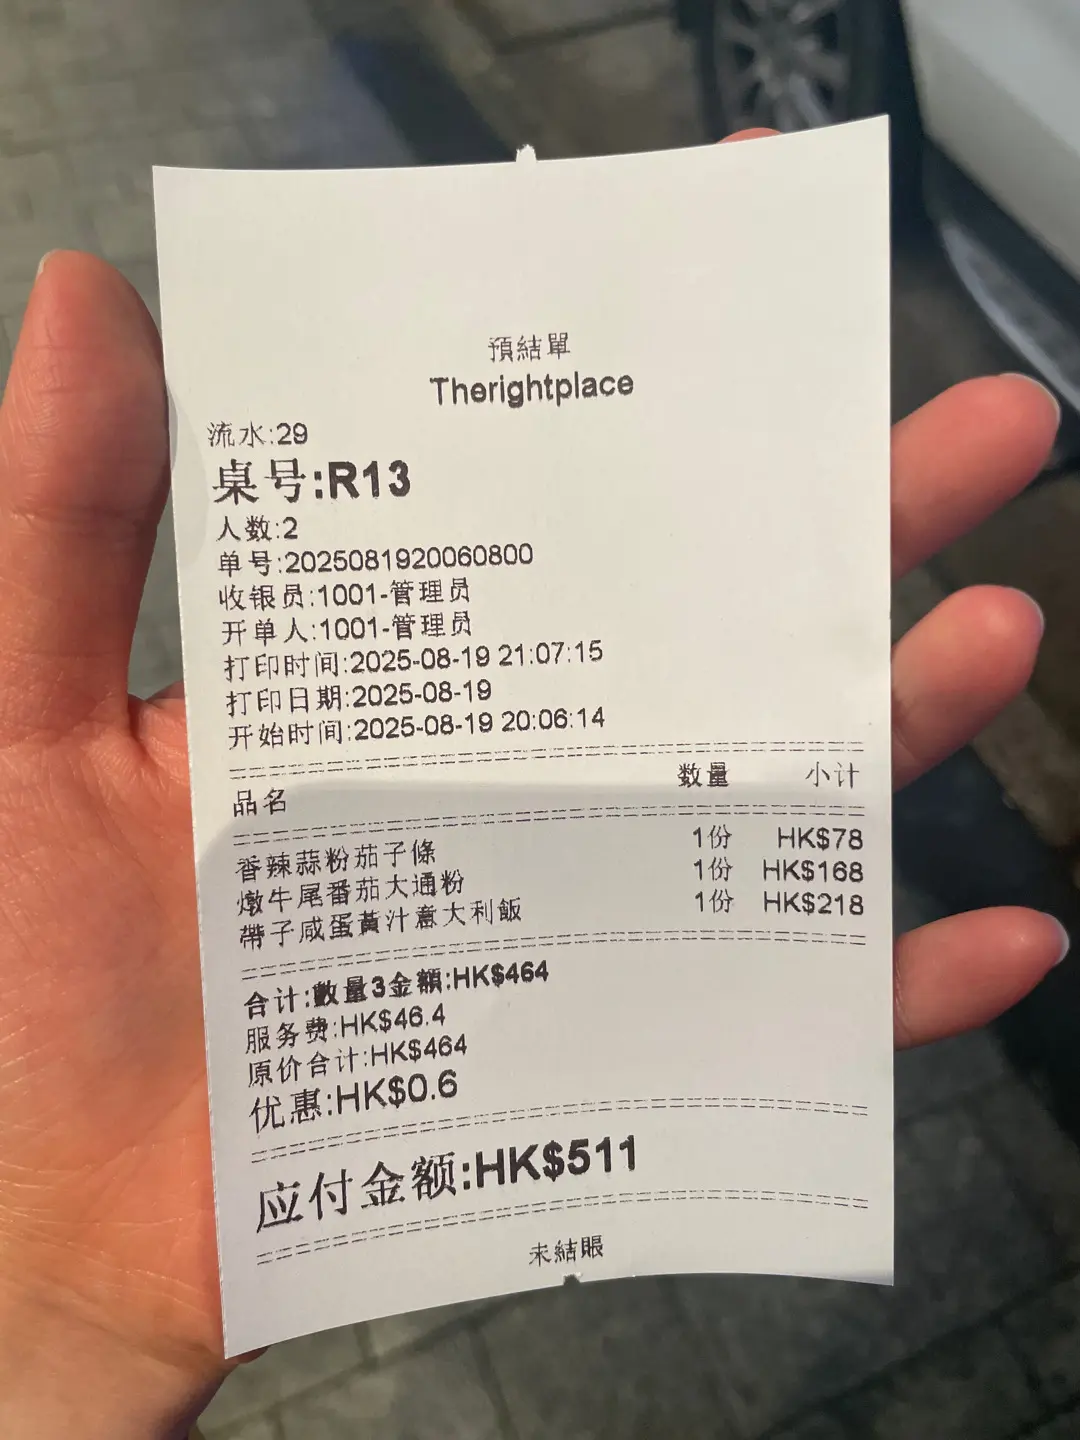 預結單
Therightplace
流水:29
桌号:R13
人数:2
单号:2025081920060800
收银员:1001-管理员
开单人:1001-管理员
打印时间:2025-08-19 21:07:15
打印日期:2025-08-19
开始时间:2025-08-19 20:06:14
品名 数量 小计
香辣蒜粉茄子條 1份 HK$78
燉牛尾番茄大通粉 1份 HK$168
帶子咸蛋黃汁意大利飯 1份 HK$218
合计:數量3金額:HK$464
服务费:HK$46.4
原价合计:HK$464
优惠:HK$0.6
应付金额:HK$511
未結賬